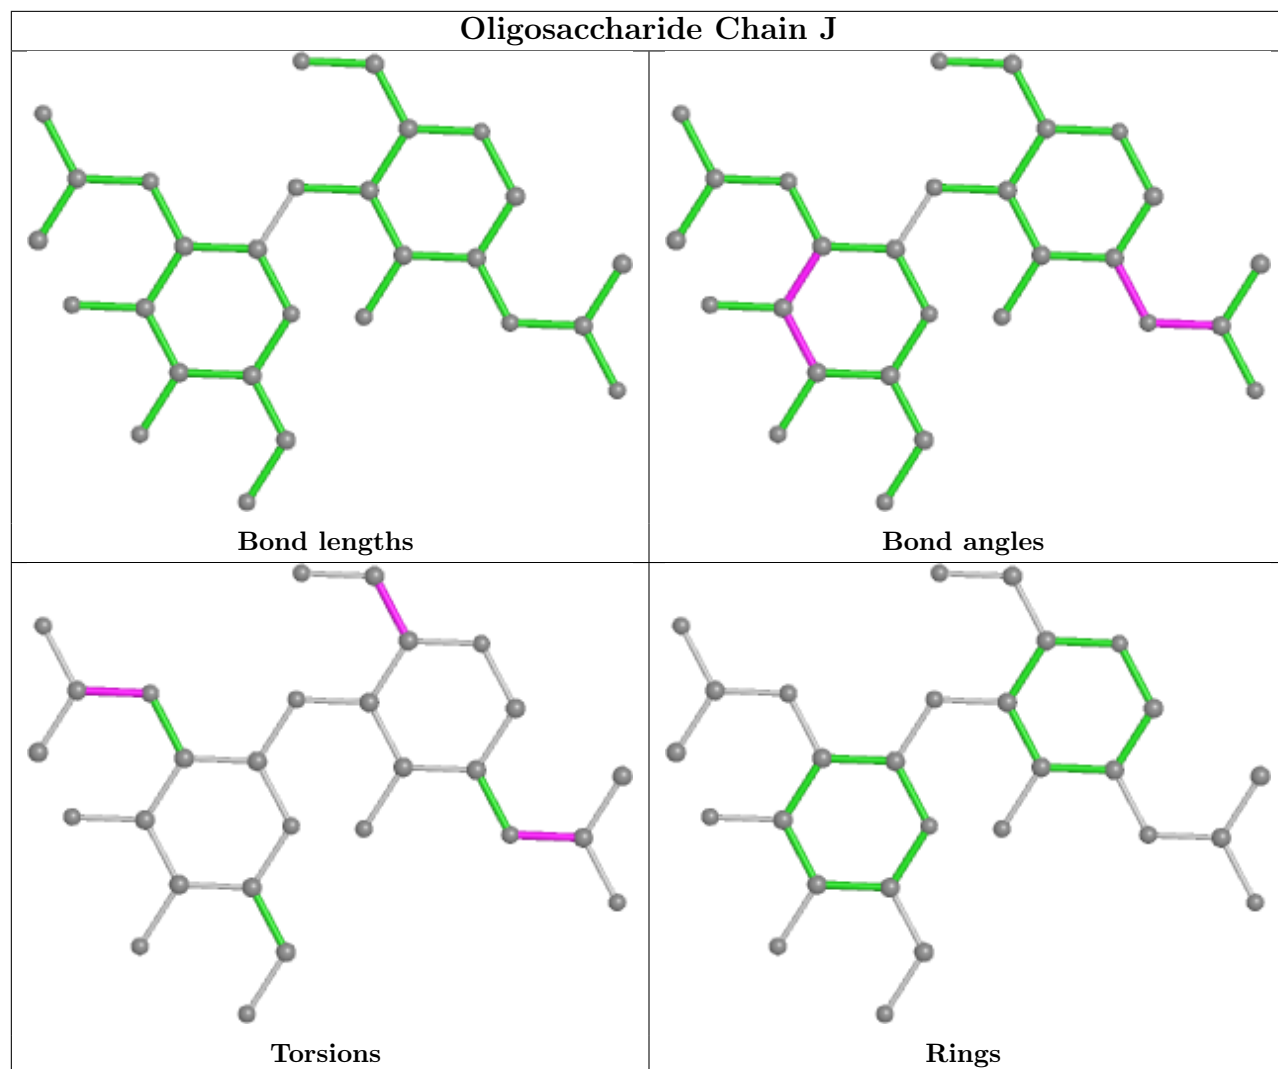 Oligosaccharide Chain J
Bond lengths
Bond angles
Torsions
Rings